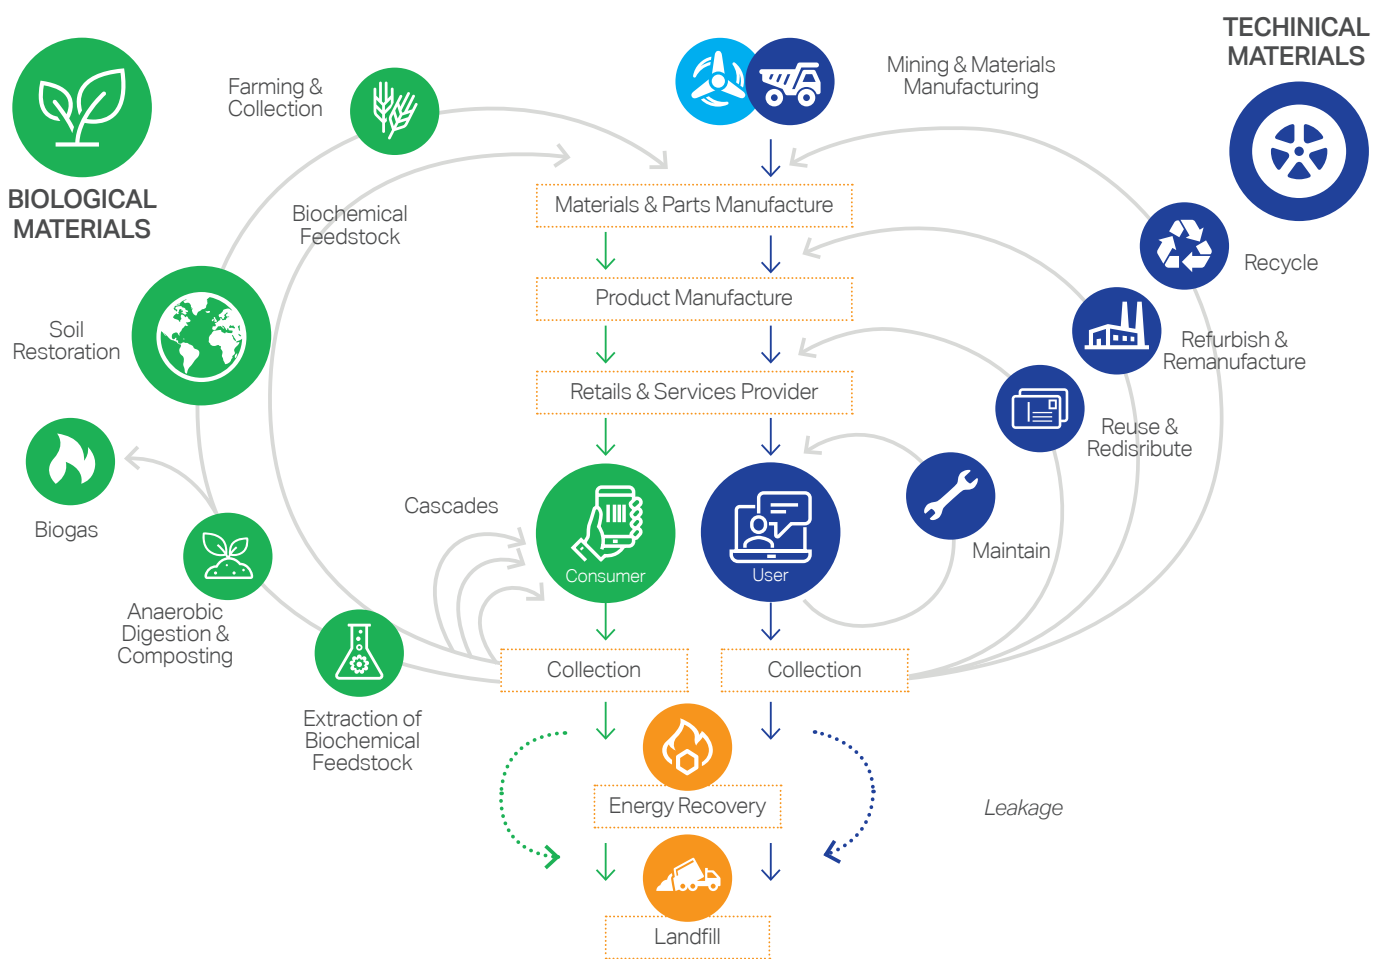 TECHINICAL
MATERIALS
Mining & Materials
Manufacturing
Farming &
Collection
BIOLOGICAL
MATERIALS
Biochemical
Feedstock
Materials & Parts Manufacture
Recycle
Product Manufacture
Soil
Restoration
Refurbish &
Remanufacture
Retails & Services Provider
Reuse &
Redisribute
Cascades
Biogas
Maintain
Consumer
User
Anaerobic
Digestion &
Composting
Collection
Collection
Extraction of
Biochemical
Feedstock
Energy Recovery
Leakage
Landfill